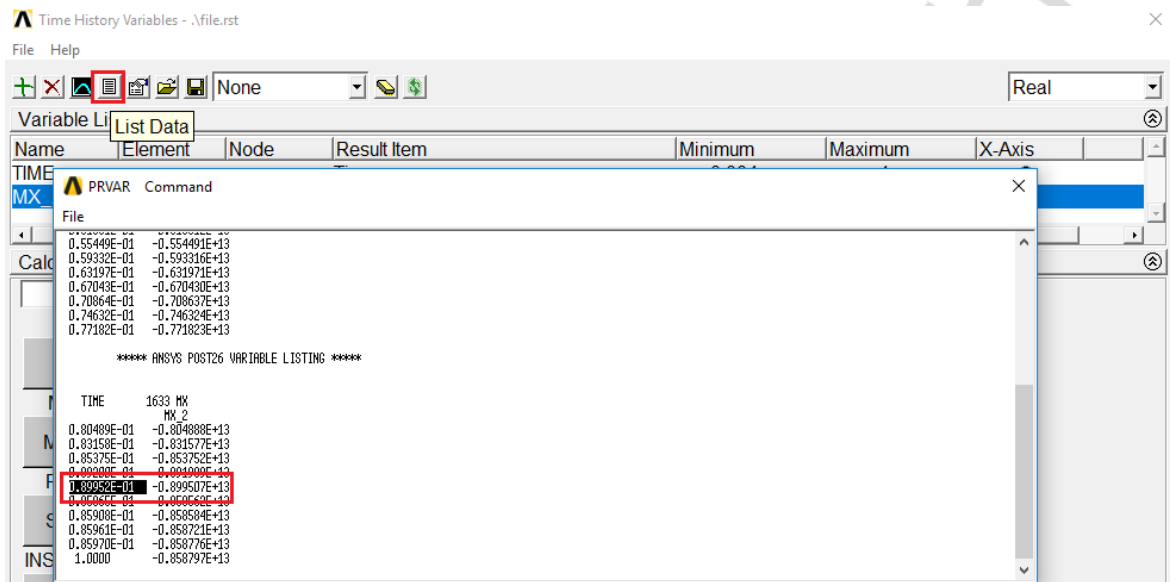 Time History Variables - .\file.rst
File Help
None Real
Variable Li
List Data
Name Element Node Result Item Minimum Maximum X-Axis
TIME
MX_
PRVAR Command
File
Calc
0.55449E-01 -0.554491E+13
0.59332E-01 -0.593316E+13
0.63197E-01 -0.631971E+13
0.67043E-01 -0.670430E+13
0.70864E-01 -0.708637E+13
0.74632E-01 -0.746324E+13
0.77182E-01 -0.771823E+13
***** ANSYS POST26 VARIABLE LISTING *****
TIME 1633 MX
MX_2
0.80489E-01 -0.804888E+13
0.83158E-01 -0.831577E+13
0.85375E-01 -0.853752E+13
0.89952E-01 -0.899507E+13
0.85908E-01 -0.858584E+13
0.85961E-01 -0.858721E+13
0.85970E-01 -0.858776E+13
1.0000 -0.858797E+13
INS